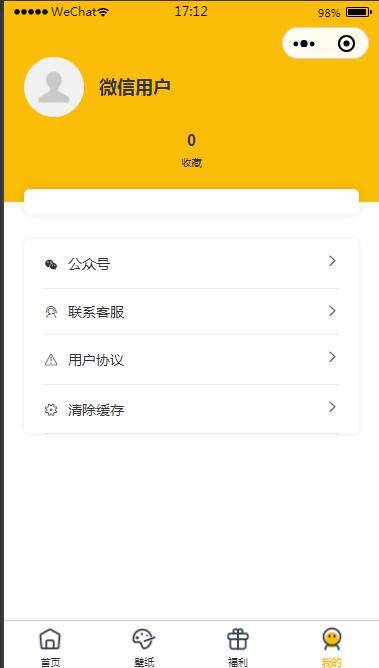 WeChat 17:12 98%
微信用户
0
收藏
公众号
联系客服
用户协议
清除缓存
首页 壁纸 福利 我的